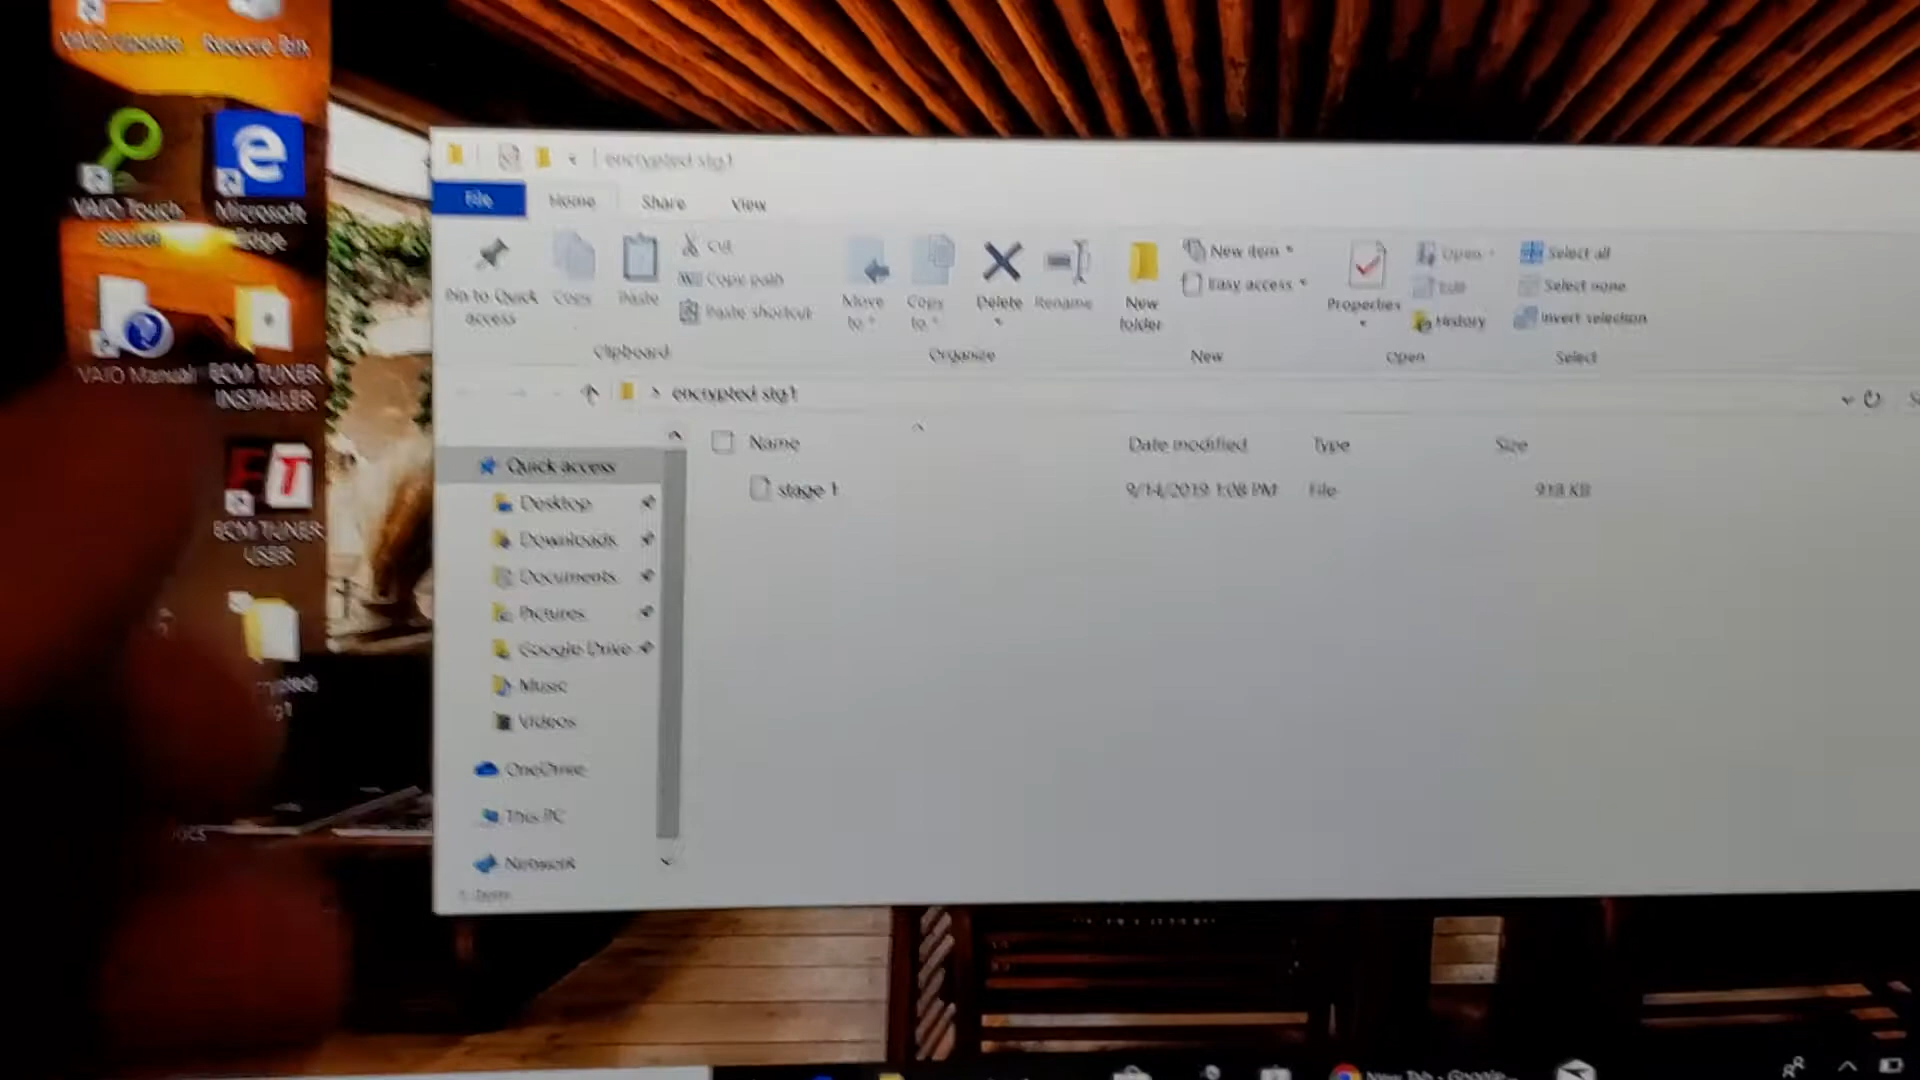 VAIO Update
Recycle Bin
VAIO Touch
Microsoft
Edge
VAIO Manual
ECM TUNER
INSTALLER
ECM TUNER
USER
encrypted stg1
File
Home
Share
View
Pin to Quick
access
Copy
Paste
Cut
Copy path
Paste shortcut
Clipboard
Move
to
Copy
to
Delete
Rename
Organize
New
folder
New item
Easy access
New
Properties
Open
Edit
History
Open
Select all
Select none
Invert selection
Select
encrypted stg1
Name
Date modified
Type
Size
stage 1
9/14/2019 1:08 PM
File
918 KB
Quick access
Desktop
Downloads
Documents
Pictures
Google Drive
Music
Videos
OneDrive
This PC
Network
New Tab - Google...